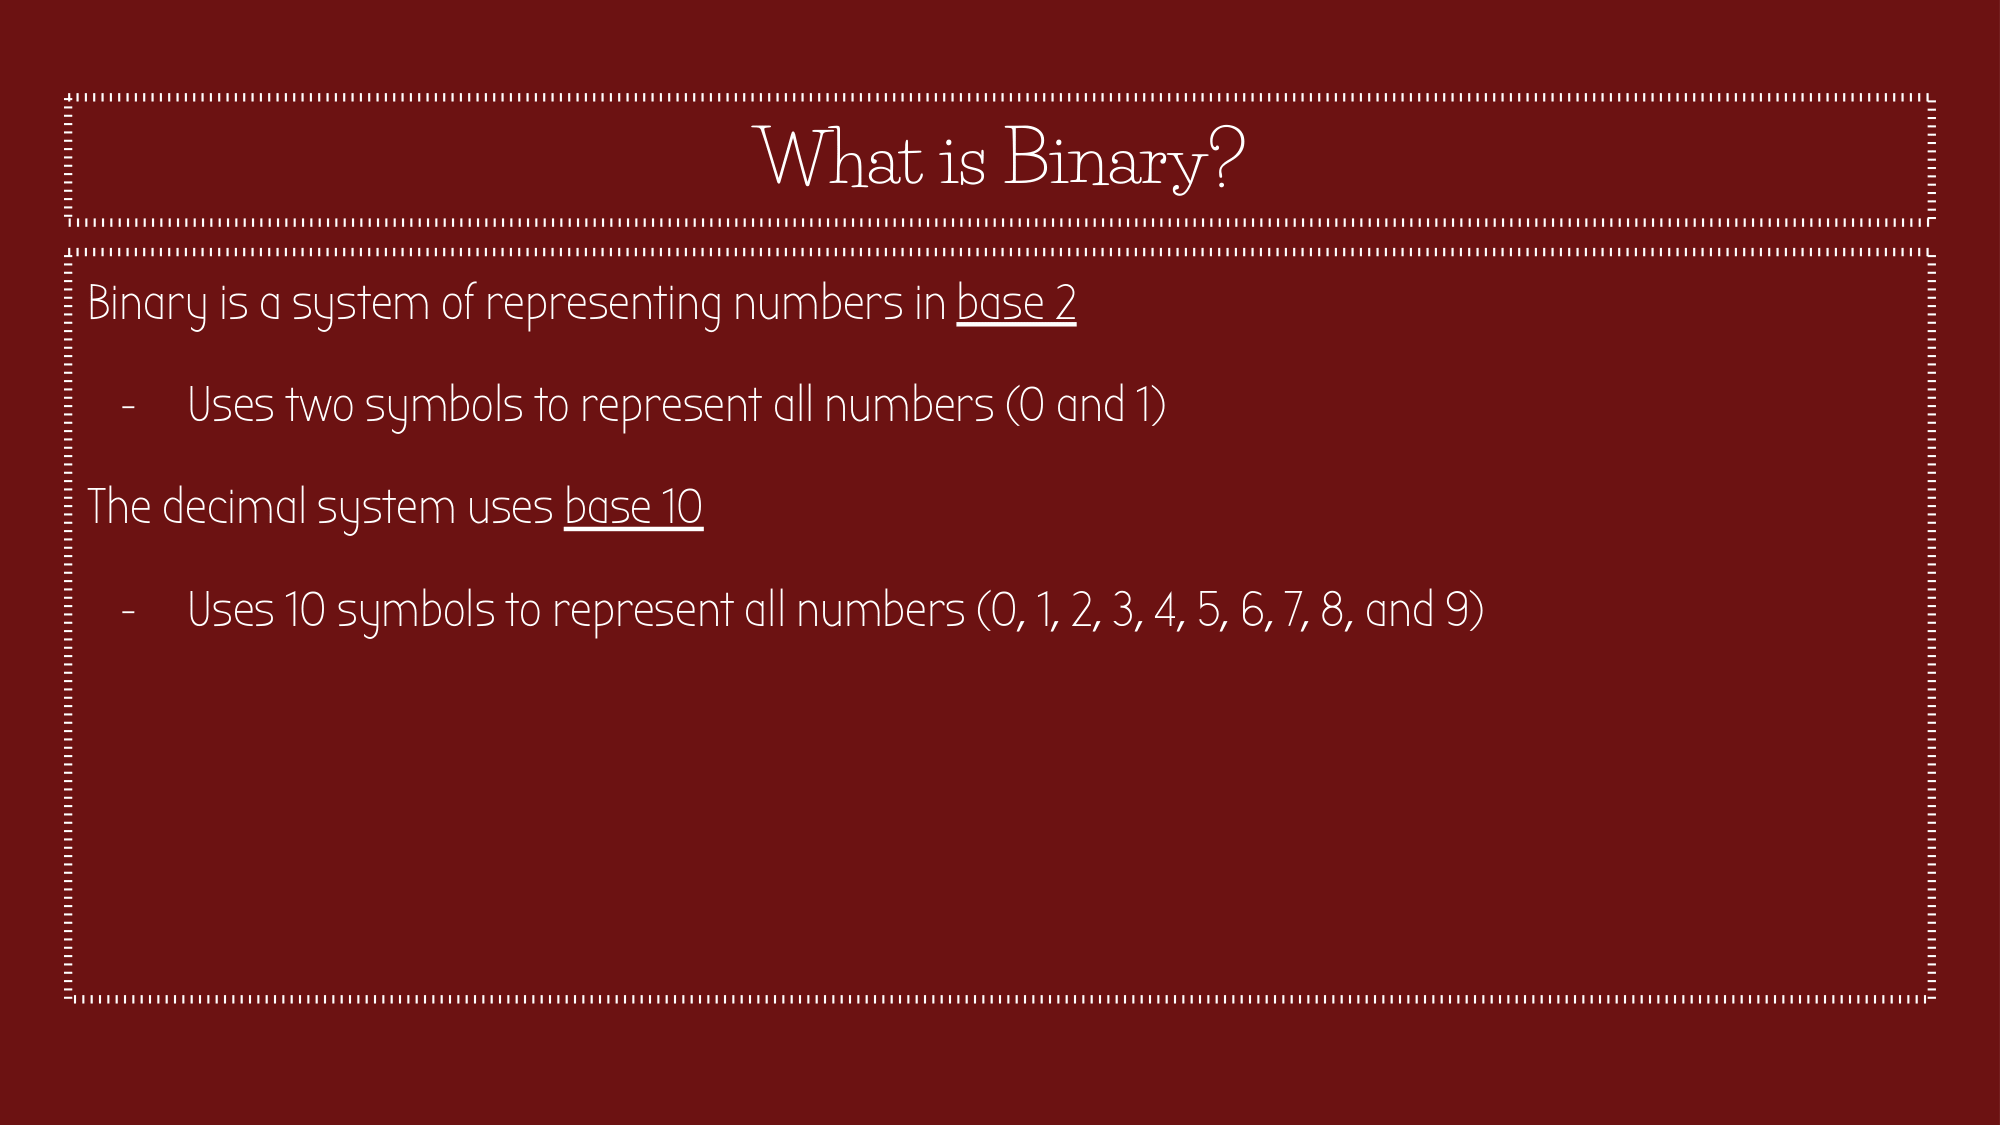 What is Binary?
Binary is a system of representing numbers in base 2
- Uses two symbols to represent all numbers (0 and 1)
The decimal system uses base 10
- Uses 10 symbols to represent all numbers (0, 1, 2, 3, 4, 5, 6, 7, 8, and 9)